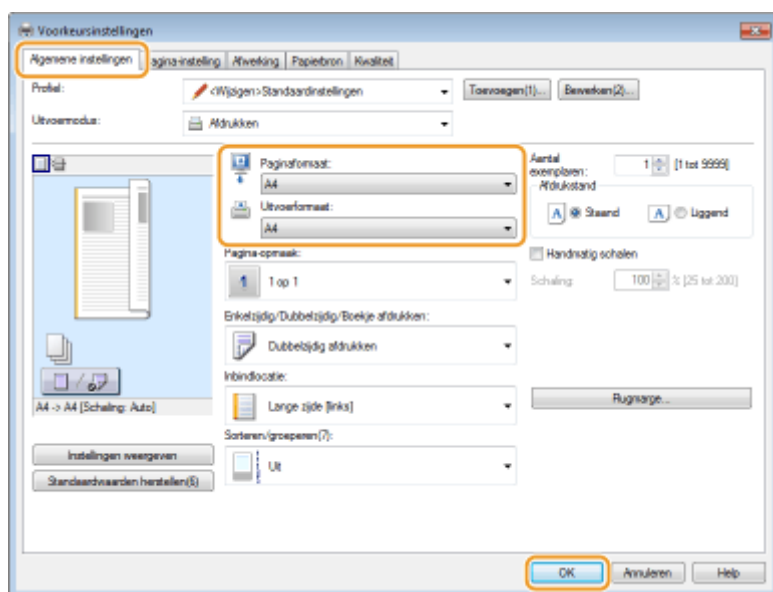 Voorkeursinstellingen
Algemene instellingen Pagina-instelling Afwerking Papierbron Kwaliteit
Profiel: <Wijzigen>Standaardinstellingen Toevoegen(1)... Bewerken(2)...
Uitvoermodus: Afdrukken
Paginaformaat:
A4
Uitvoerformaat:
A4
Aantal exemplaren: 1 [1 tot 9999]
Afdrukstand
A Staand A Liggend
Pagina-opmaak:
1 1 op 1
Handmatig schalen
Schaling: 100 % [25 tot 200]
Enkelzijdig/Dubbelzijdig/Boekje afdrukken:
Dubbelzijdig afdrukken
Inbindlocatie:
Lange zijde [links]
Rugmarge...
A4 -> A4 [Schaling: Auto]
Sorteren/groeperen(7):
Uit
Instellingen weergeven
Standaardwaarden herstellen(6)
OK Annuleren Help